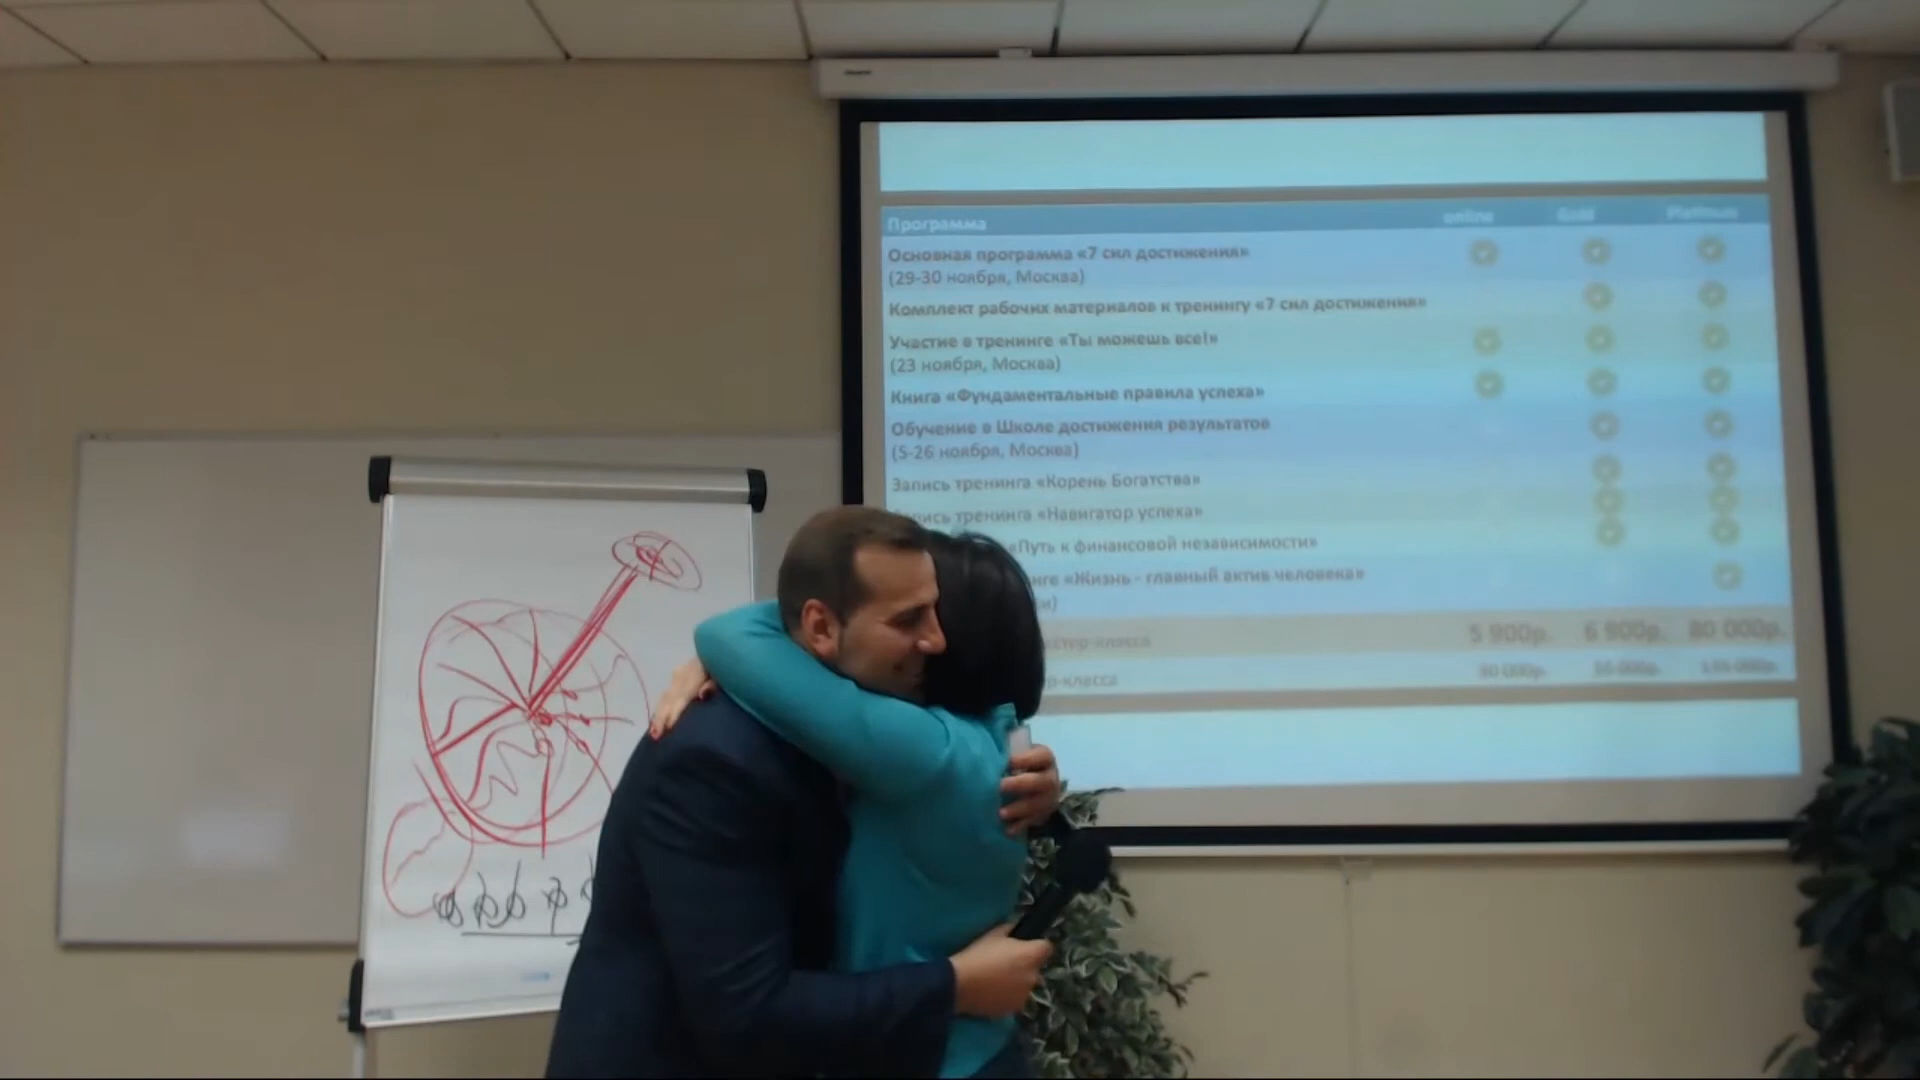 Программа online Gold Platinum
Основная программа «7 сил достижения»
(29-30 ноября, Москва)
Комплект рабочих материалов к тренингу «7 сил достижения»
Участие в тренинге «Ты можешь все!»
(23 ноября, Москва)
Книга «Фундаментальные правила успеха»
Обучение в Школе достижения результатов
(5-26 ноября, Москва)
Запись тренинга «Корень Богатства»
тренинга «Навигатор успеха»
«Путь к финансовой независимости»
«Жизнь - главный актив человека»
5 900р. 6 900р. 80 000р.